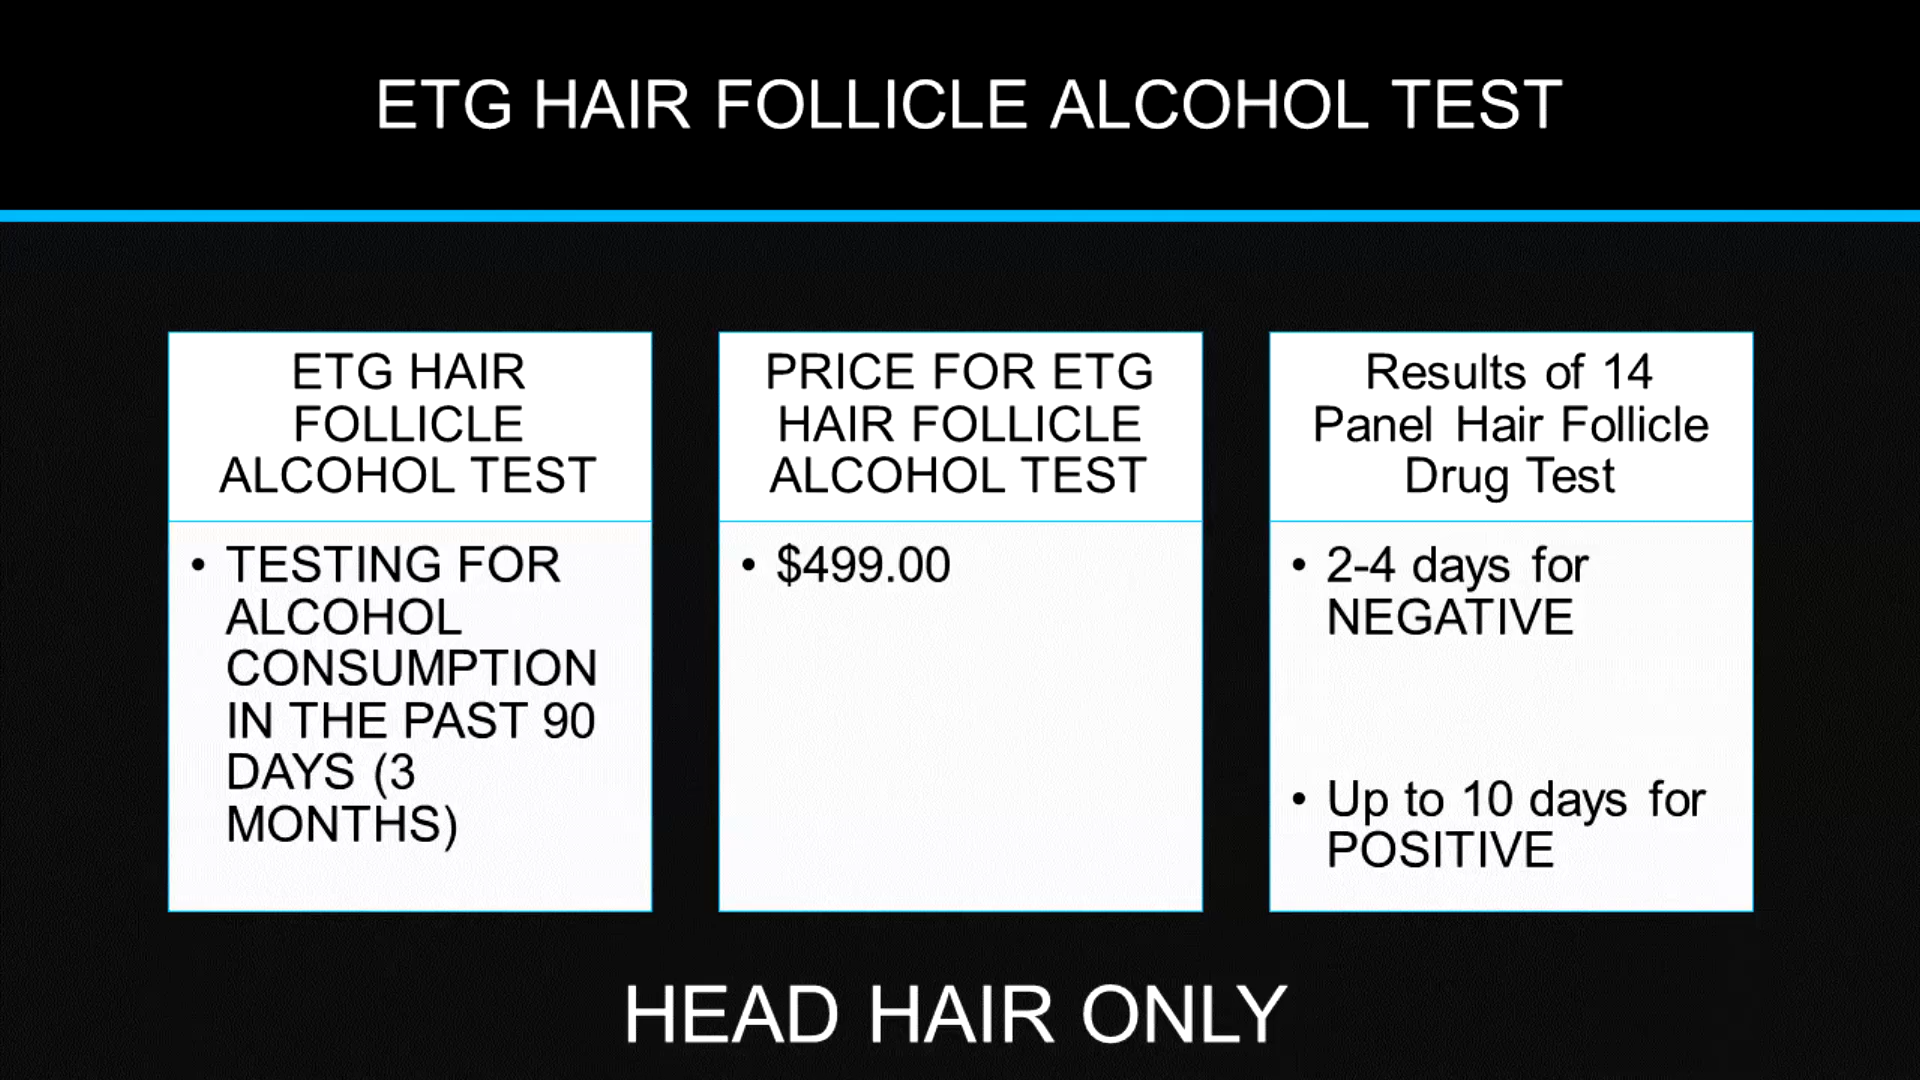 ETG HAIR FOLLICLE ALCOHOL TEST
ETG HAIR
FOLLICLE
ALCOHOL TEST
• TESTING FOR
ALCOHOL
CONSUMPTION
IN THE PAST 90
DAYS (3
MONTHS)
PRICE FOR ETG
HAIR FOLLICLE
ALCOHOL TEST
• $499.00
Results of 14
Panel Hair Follicle
Drug Test
• 2-4 days for
NEGATIVE
• Up to 10 days for
POSITIVE
HEAD HAIR ONLY